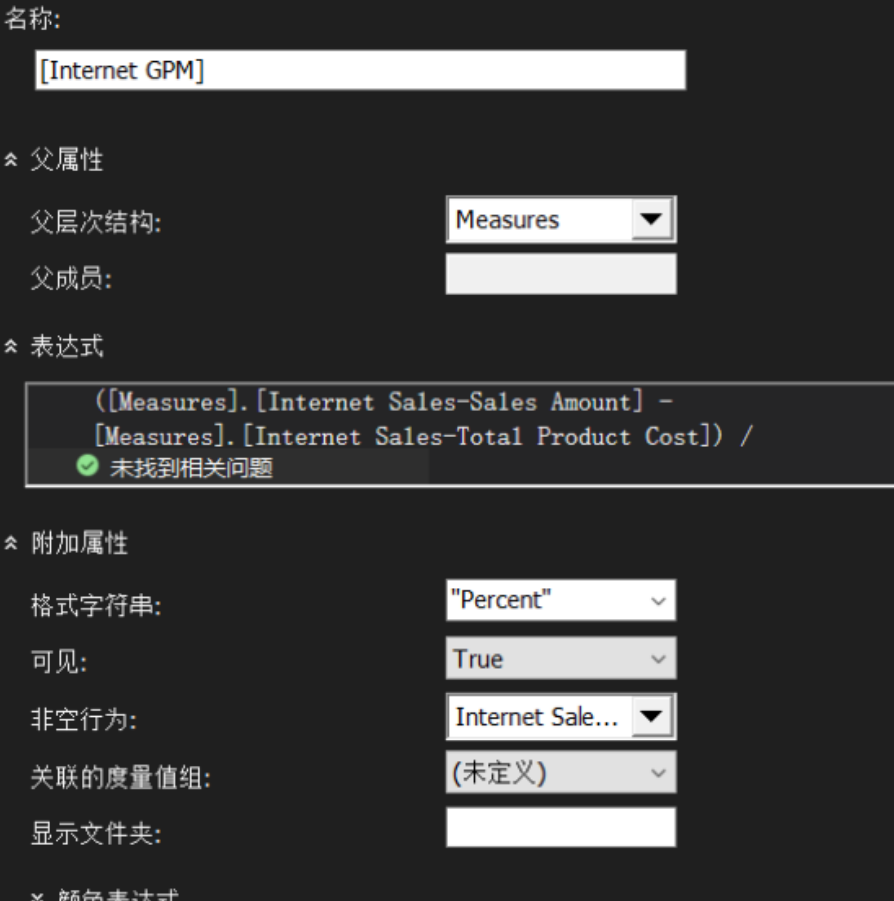 名称:
[Internet GPM]
父属性
父层次结构:
Measures
父成员:
表达式
([Measures].[Internet Sales-Sales Amount] -
[Measures].[Internet Sales-Total Product Cost]) /
未找到相关问题
附加属性
格式字符串:
"Percent"
可见:
True
非空行为:
Internet Sale...
关联的度量值组:
(未定义)
显示文件夹:
颜色表达式